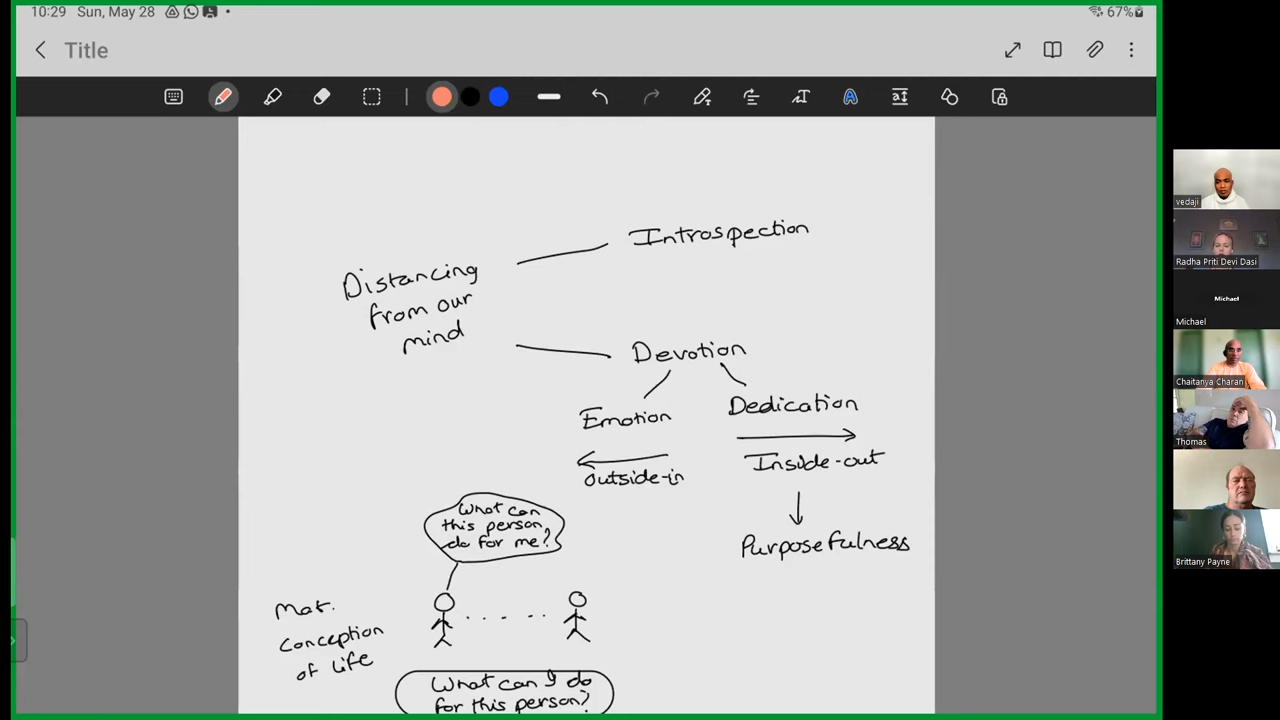 10:29 Sun, May 28
67%
Title
Introspection
Distancing
from our
mind
Devotion
Emotion
Dedication
outside-in
Inside-out
Purposefulness
What can
this person
do for me?
Mat.
conception
of life
What can I do
for this person?
vedaji
Radha Priti Devi Dasi
Michael
Michael
Chaitanya Charan
Thomas
Brittany Payne